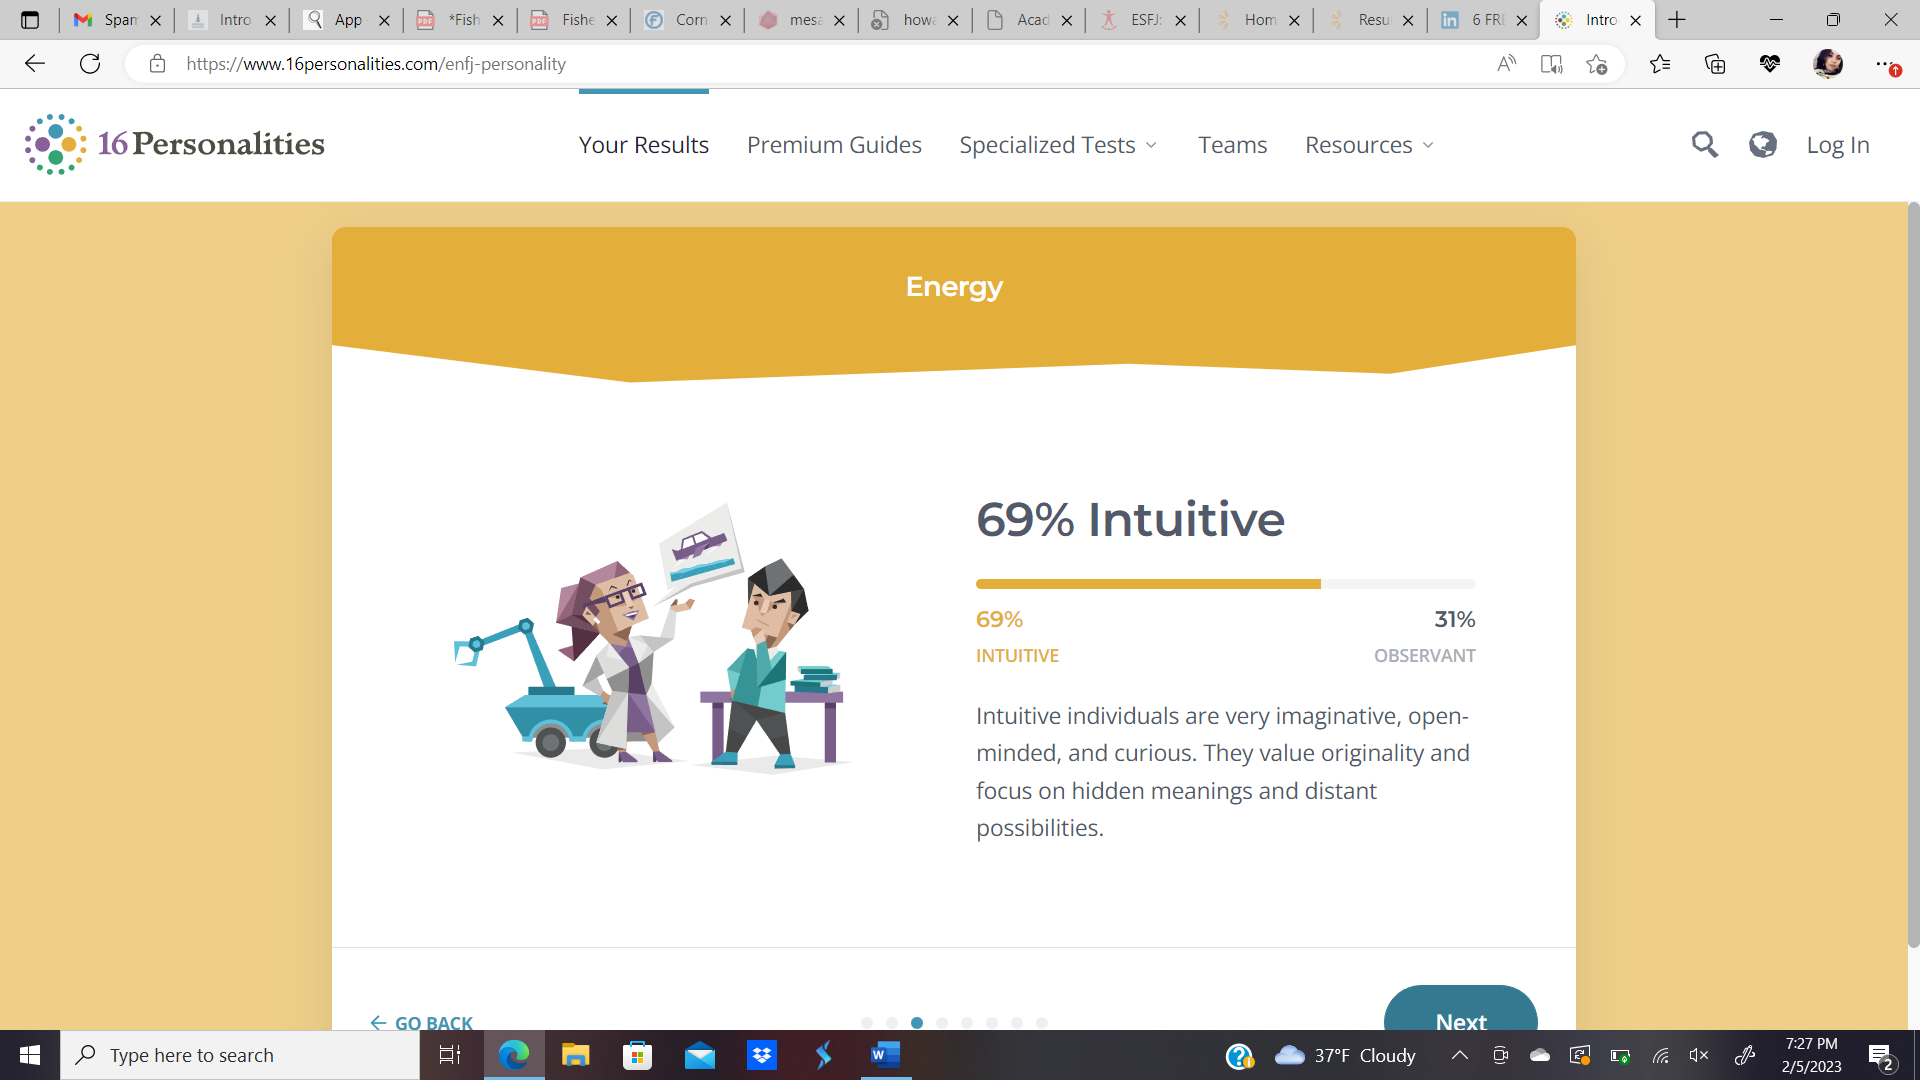 Span
Intro
App
*Fish
Fishe
Corn
mesa
howa
Acad
ESFJ:
Hom
Resu
6 FRE
Intro
https://www.16personalities.com/enfj-personality
16Personalities
Your Results
Premium Guides
Specialized Tests
Teams
Resources
Log In
Energy
69% Intuitive
69%
31%
INTUITIVE
OBSERVANT
Intuitive individuals are very imaginative, open-
minded, and curious. They value originality and
focus on hidden meanings and distant
possibilities.
GO BACK
Next
Type here to search
37°F Cloudy
7:27 PM
2/5/2023
2